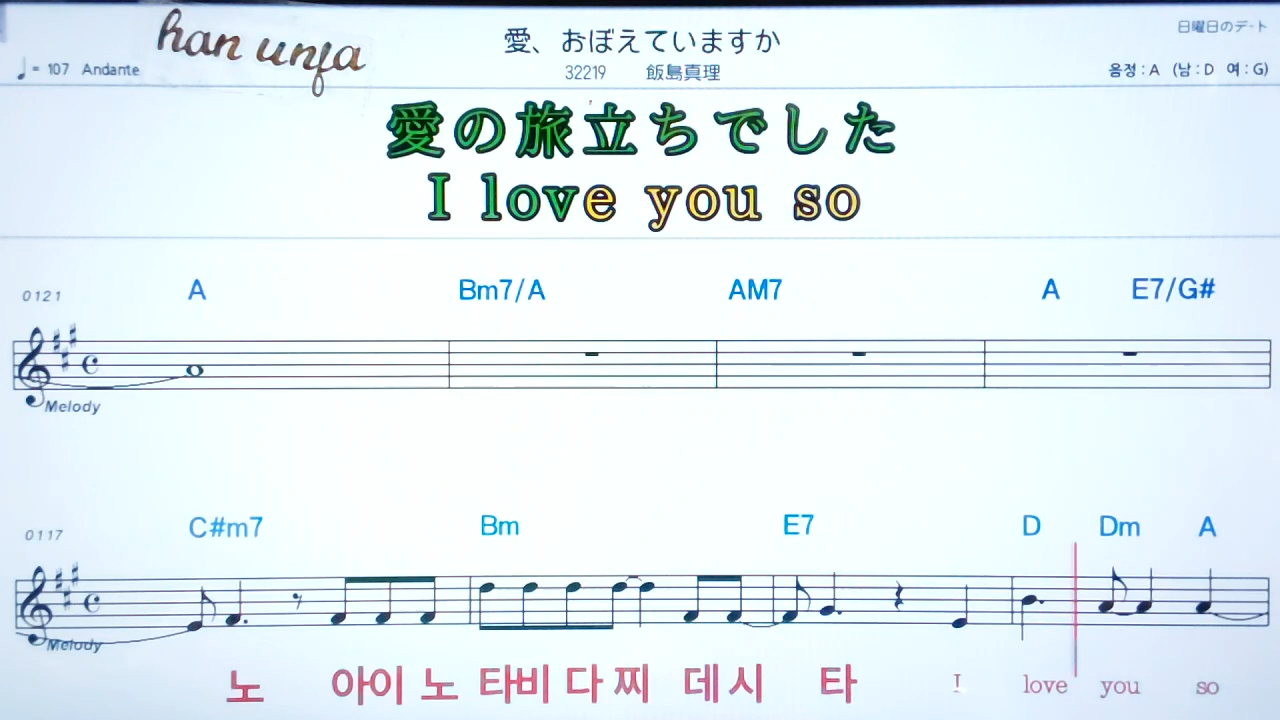 han unja
愛、おぼえていますか
日曜日のデート
♩= 107 Andante
32219 飯島真理
음정 : A (남 : D 여 : G)
愛の旅立ちでした
I love you so
0121 A Bm7/A AM7 A E7/G#
Melody
0117 C#m7 Bm E7 D Dm A
Melody
노 아이 노 타비 다 찌 데 시 타 I love you so